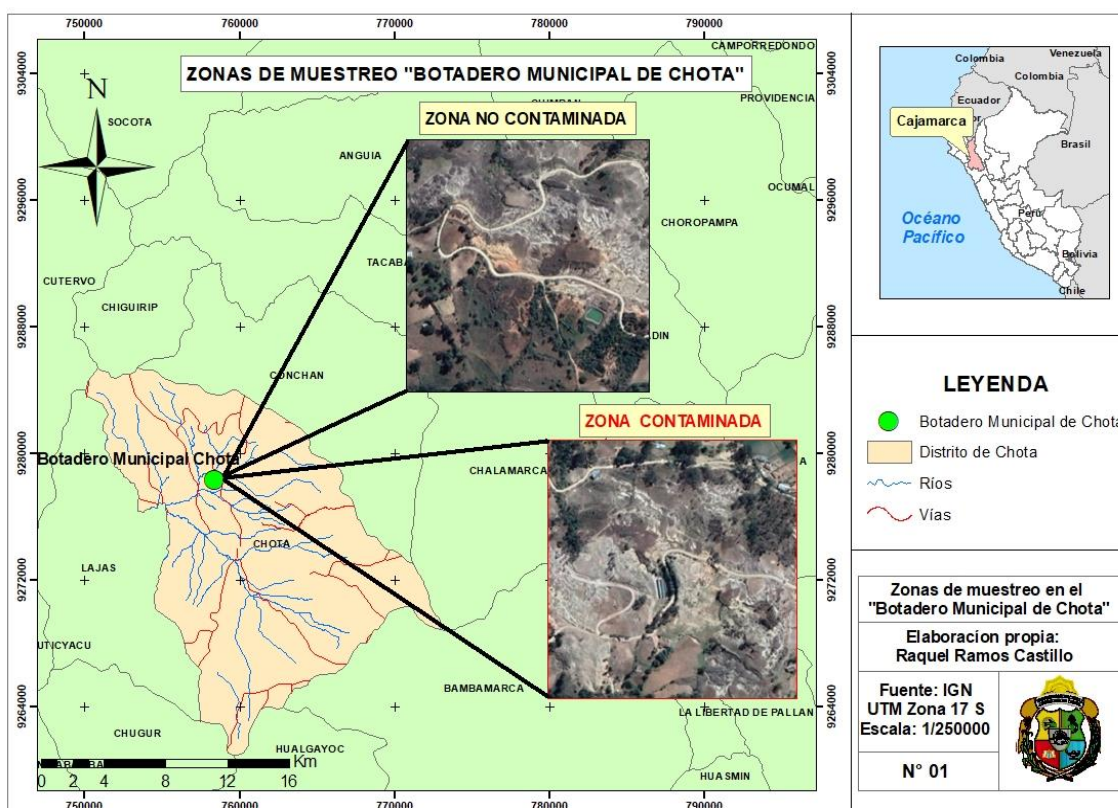 750000 760000 770000 780000 790000
ZONAS DE MUESTREO "BOTADERO MUNICIPAL DE CHOTA"
ZONA NO CONTAMINADA
N
SOCOTA
CAMPORREDONDO
PROVIDENCIA
ANGUIA
OCUMAL
CHOROPAMPA
TACABA
CUTERVO
CHIGUIRIP
DIN
CONCHAN
ZONA CONTAMINADA
Botadero Municipal Chota
CHALAMARCA
A
CHOTA
LAJAS
UTICYACU
BAMBAMARCA
LA LIBERTAD DE PALLAN
CHUGUR
HUALGAYOC
HUASMIN
Km
0 2 4 8 12 16
750000 760000 770000 780000 790000
9304000
9296000
9288000
9280000
9272000
9264000
9304000
9296000
9288000
9280000
9272000
9264000
Colombia
Venezuela
Colombia
Ecuador
Cajamarca
Brasil
Océano
Pacífico
Perú
Bolivia
Chile
LEYENDA
Botadero Municipal de Chota
Distrito de Chota
Ríos
Vías
Zonas de muestreo en el
"Botadero Municipal de Chota"
Elaboracíon propia:
Raquel Ramos Castillo
Fuente: IGN
UTM Zona 17 S
Escala: 1/250000
N° 01